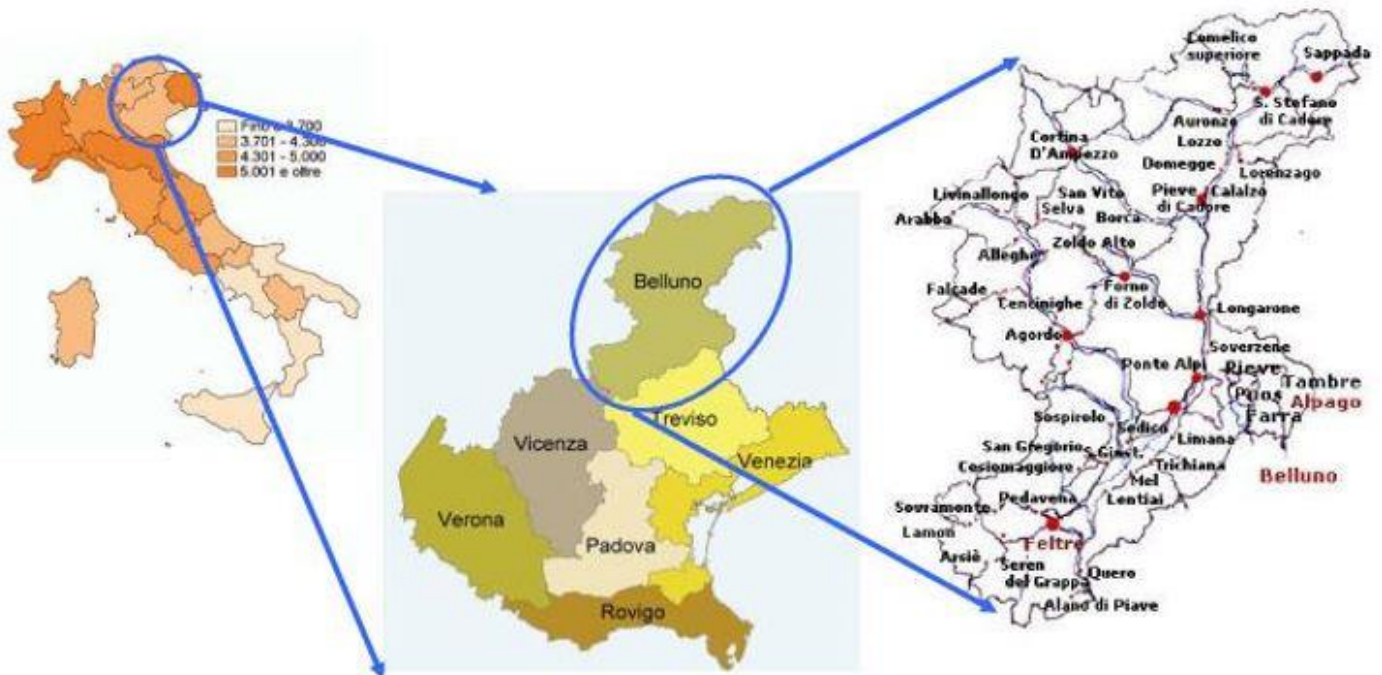 3.701 - 4.300
4.301 - 5.000
5.001 e oltre
Belluno
Treviso
Vicenza
Venezia
Verona
Padova
Rovigo
Comelico
superiore
Sappada
S. Stefano
di Cadore
Auronzo
Lozzo
Cortina
D'Ampezzo
Domegge
Lorenzago
Livinallongo
San Vito
Pieve
di Cadore
Calalzo
Selva
Arabba
Borca
Zoldo Alto
Alleghe
Falcade
Forno
di Zoldo
Cencinighe
Longarone
Agordo
Soverzene
Ponte Alpi
Pieve
Tambre
Puos
Alpago
Farra
Sospirolo
Sedico
Limana
San Gregorio
S.Giust.
Cesiomaggiore
Trichiana
Belluno
Mel
Pedavena
Lentiai
Sovramonte
Lamon
Feltre
Arsiè
Seren
del Grappa
Quero
Alano di Piave